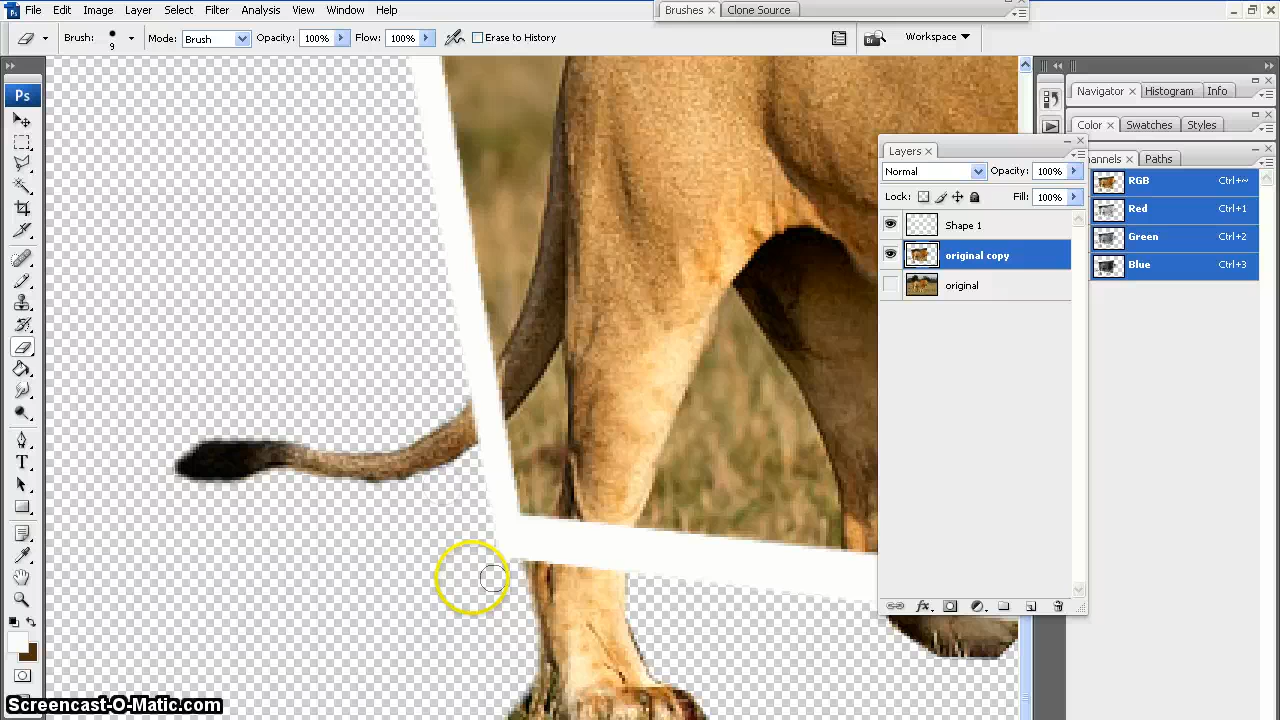 File Edit Image Layer Select Filter Analysis View Window Help
Brushes × Clone Source
Brush: 9 Mode: Brush Opacity: 100% Flow: 100% Erase to History Workspace
Ps
Navigator × Histogram Info
Color × Swatches Styles
Layers ×
annels × Paths
Normal Opacity: 100%
Lock: Fill: 100%
RGB Ctrl+~
Red Ctrl+1
Green Ctrl+2
Blue Ctrl+3
Shape 1
original copy
original
T
fx
Screencast-O-Matic.com